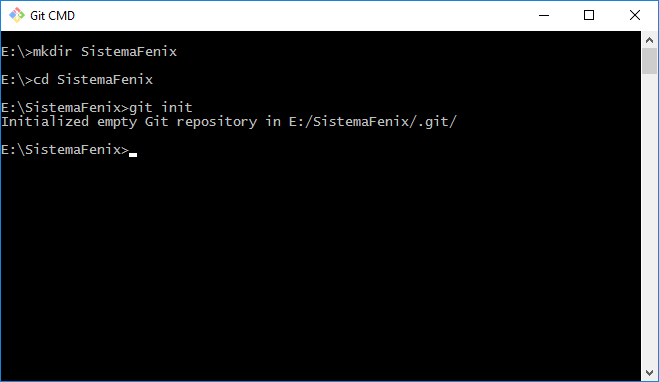 Git CMD
E:\>mkdir SistemaFenix
E:\>cd SistemaFenix
E:\SistemaFenix>git init
Initialized empty Git repository in E:/SistemaFenix/.git/
E:\SistemaFenix>